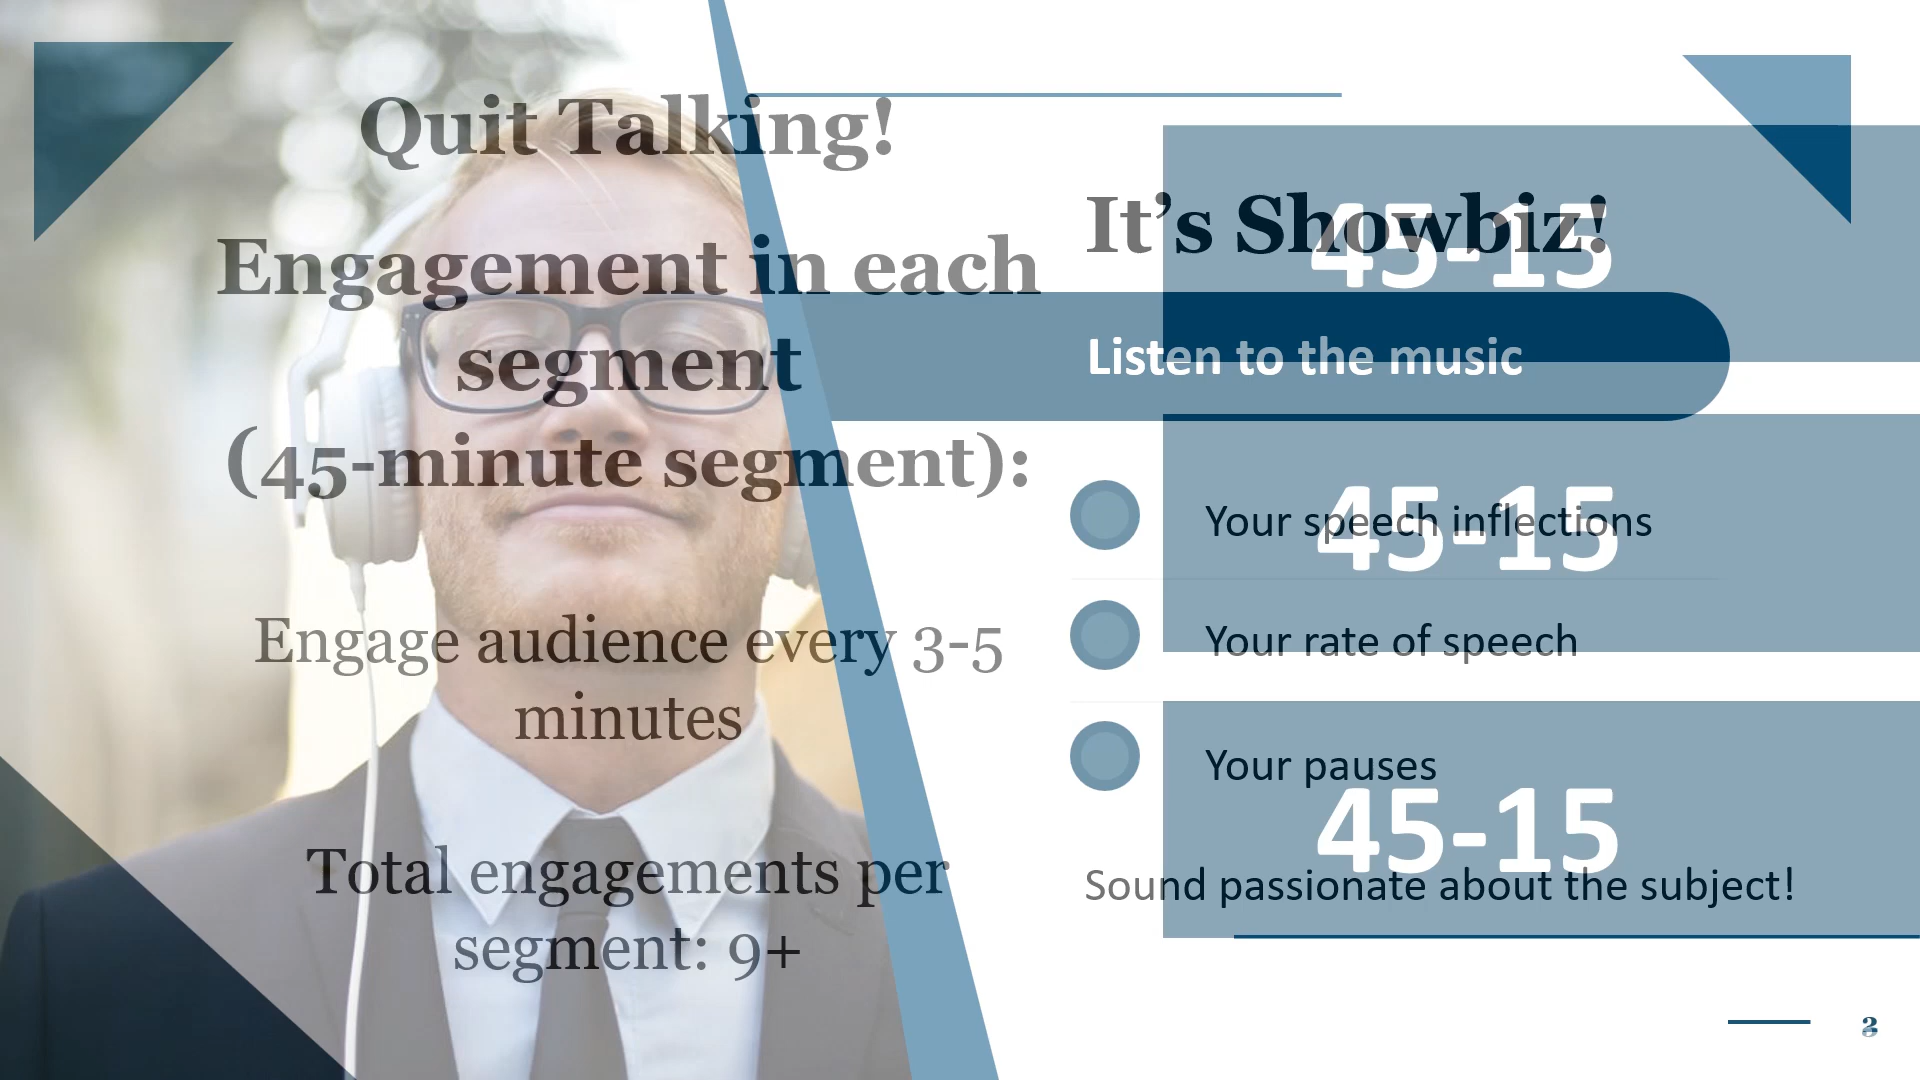 Quit Talking!
Engagement in each
segment
(45-minute segment):
Engage audience every 3-5
minutes
Total engagements per
segment: 9+
It’s Showbiz!
Listen to the music
Your speech inflections
Your rate of speech
Your pauses
Sound passionate about the subject!
45-15
45-15
45-15